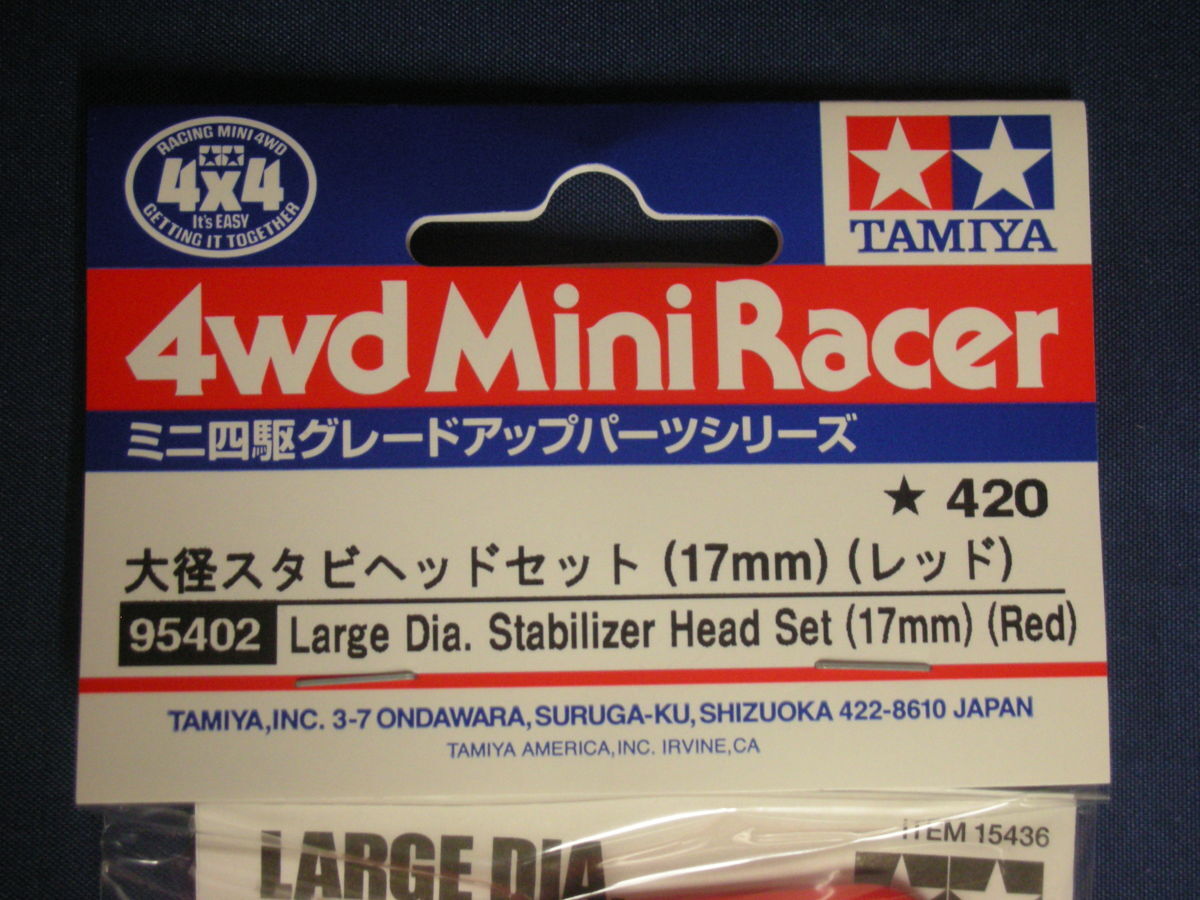 RACING MINI 4WD
4x4
It's EASY
GETTING IT TOGETHER
TAMIYA
4wd Mini Racer
ミニ四駆グレードアップパーツシリーズ
★ 420
大径スタビヘッドセット (17mm) (レッド)
95402 Large Dia. Stabilizer Head Set (17mm) (Red)
TAMIYA,INC. 3-7 ONDAWARA,SURUGA-KU,SHIZUOKA 422-8610 JAPAN
TAMIYA AMERICA,INC. IRVINE,CA
ITEM 15436
LARGE DIA